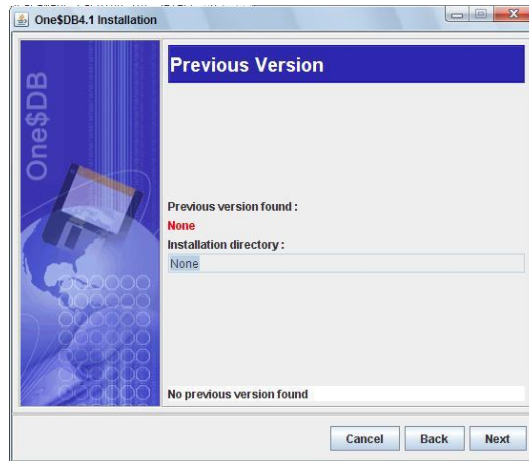 One$DB4.1 Installation
One$DB
Previous Version
Previous version found :
None
Installation directory :
None
No previous version found
Cancel Back Next